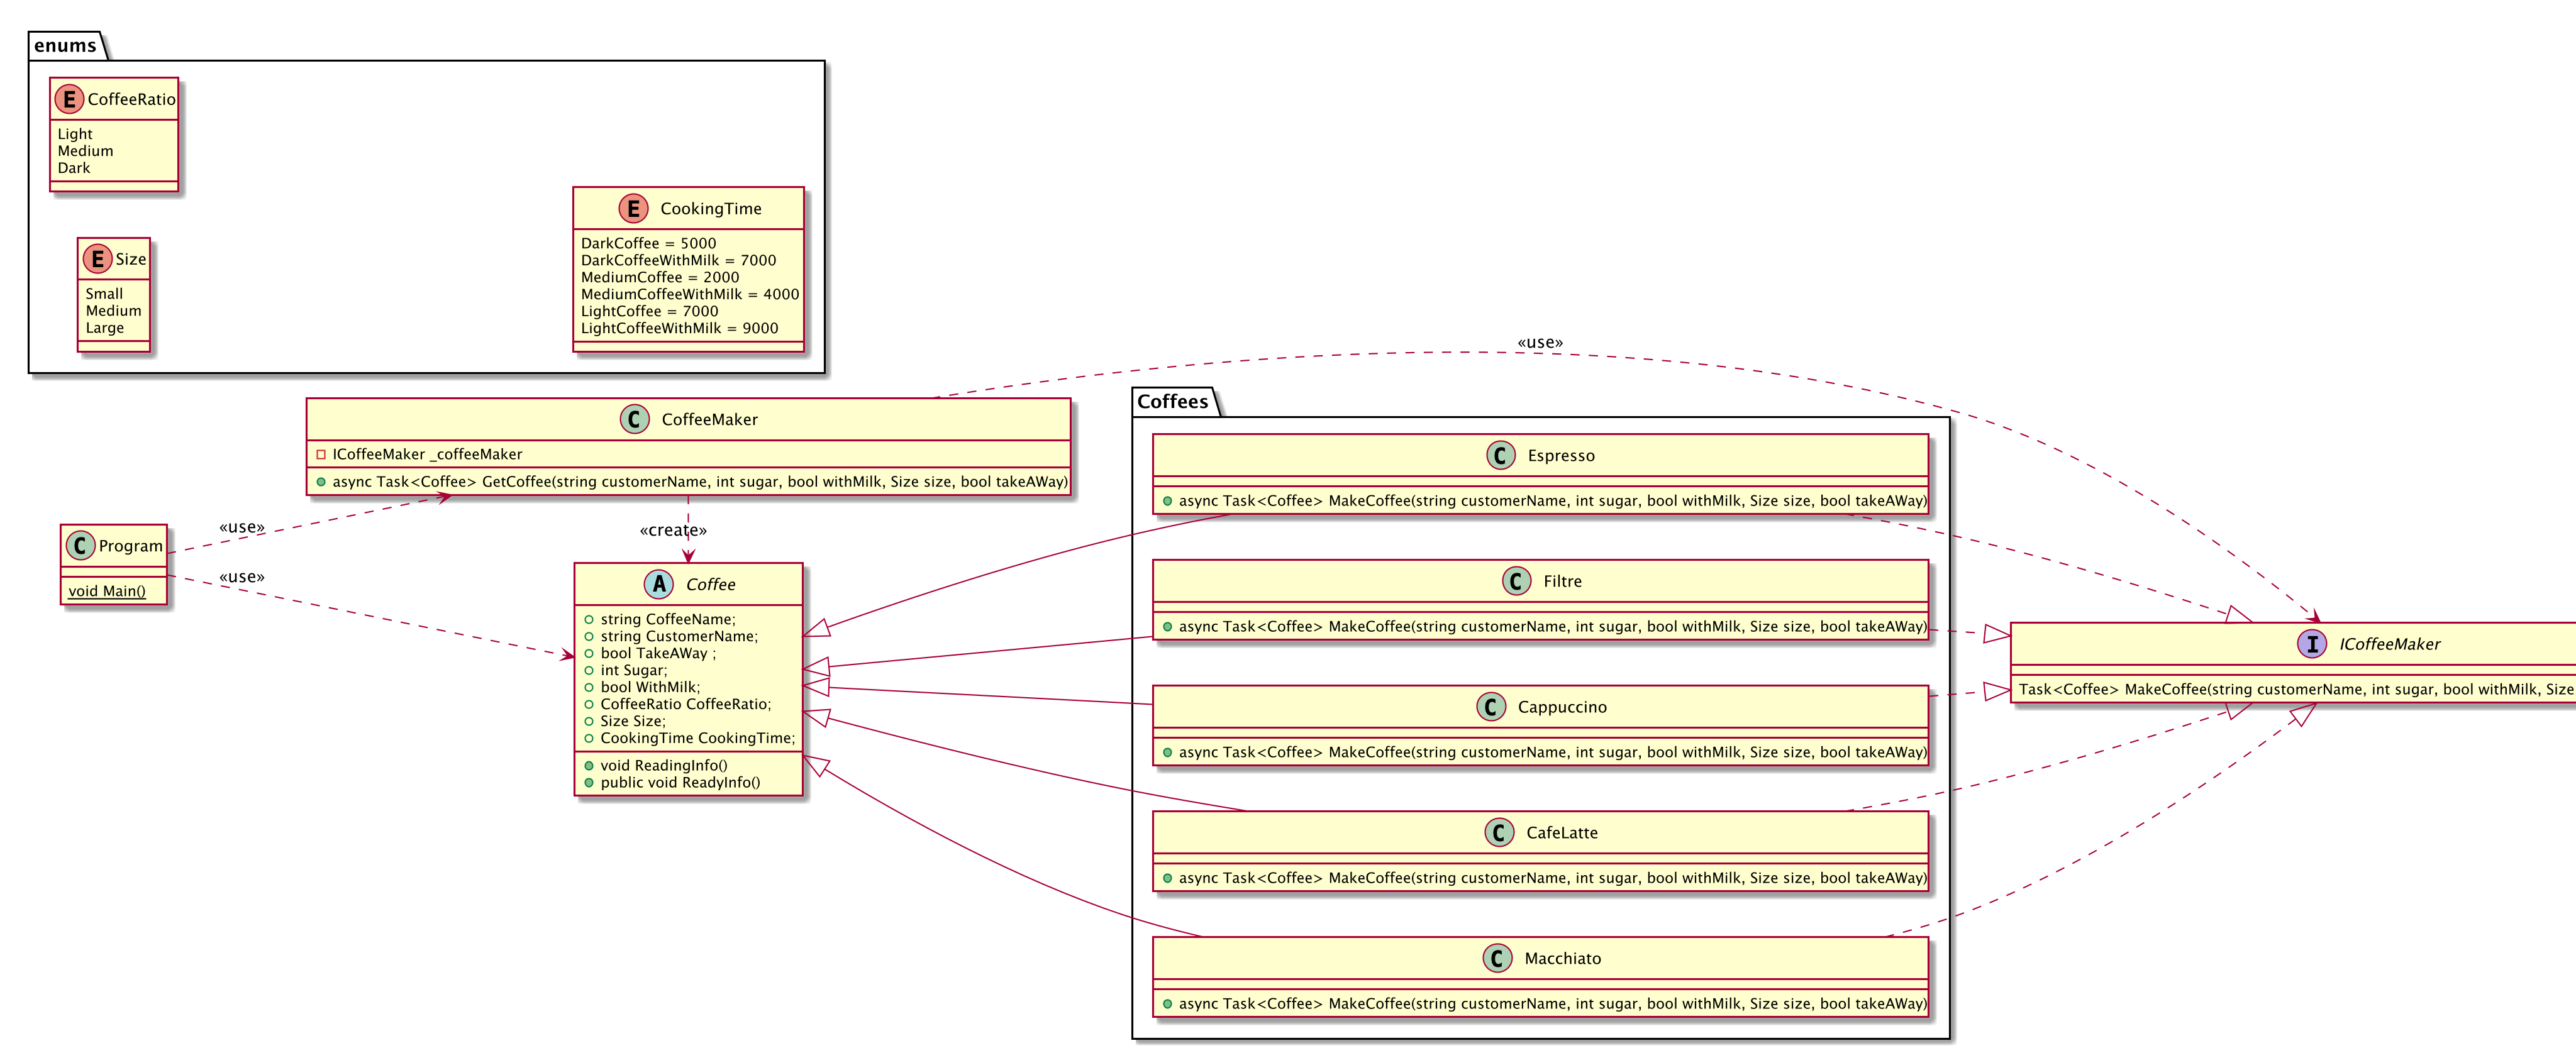 enums
CoffeeRatio
Light
Medium
Dark
Size
Small
Medium
Large
CookingTime
DarkCoffee = 5000
DarkCoffeeWithMilk = 7000
MediumCoffee = 2000
MediumCoffeeWithMilk = 4000
LightCoffee = 7000
LightCoffeeWithMilk = 9000
«use»
CoffeeMaker
ICoffeeMaker _coffeeMaker
async Task<Coffee> GetCoffee(string customerName, int sugar, bool withMilk, Size size, bool takeAWay)
Program
void Main()
«use»
«use»
«create»
Coffee
string CoffeeName;
string CustomerName;
bool TakeAWay ;
int Sugar;
bool WithMilk;
CoffeeRatio CoffeeRatio;
Size Size;
CookingTime CookingTime;
void ReadingInfo()
public void ReadyInfo()
Coffees
Espresso
async Task<Coffee> MakeCoffee(string customerName, int sugar, bool withMilk, Size size, bool takeAWay)
Filtre
async Task<Coffee> MakeCoffee(string customerName, int sugar, bool withMilk, Size size, bool takeAWay)
Cappuccino
async Task<Coffee> MakeCoffee(string customerName, int sugar, bool withMilk, Size size, bool takeAWay)
CafeLatte
async Task<Coffee> MakeCoffee(string customerName, int sugar, bool withMilk, Size size, bool takeAWay)
Macchiato
async Task<Coffee> MakeCoffee(string customerName, int sugar, bool withMilk, Size size, bool takeAWay)
ICoffeeMaker
Task<Coffee> MakeCoffee(string customerName, int sugar, bool withMilk, Size